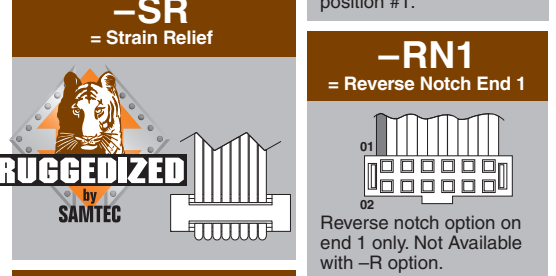 –SR
= Strain Relief
RUGGEDIZED
by
SAMTEC
position #1.
–RN1
= Reverse Notch End 1
01
02
Reverse notch option on
end 1 only. Not Available
with –R option.